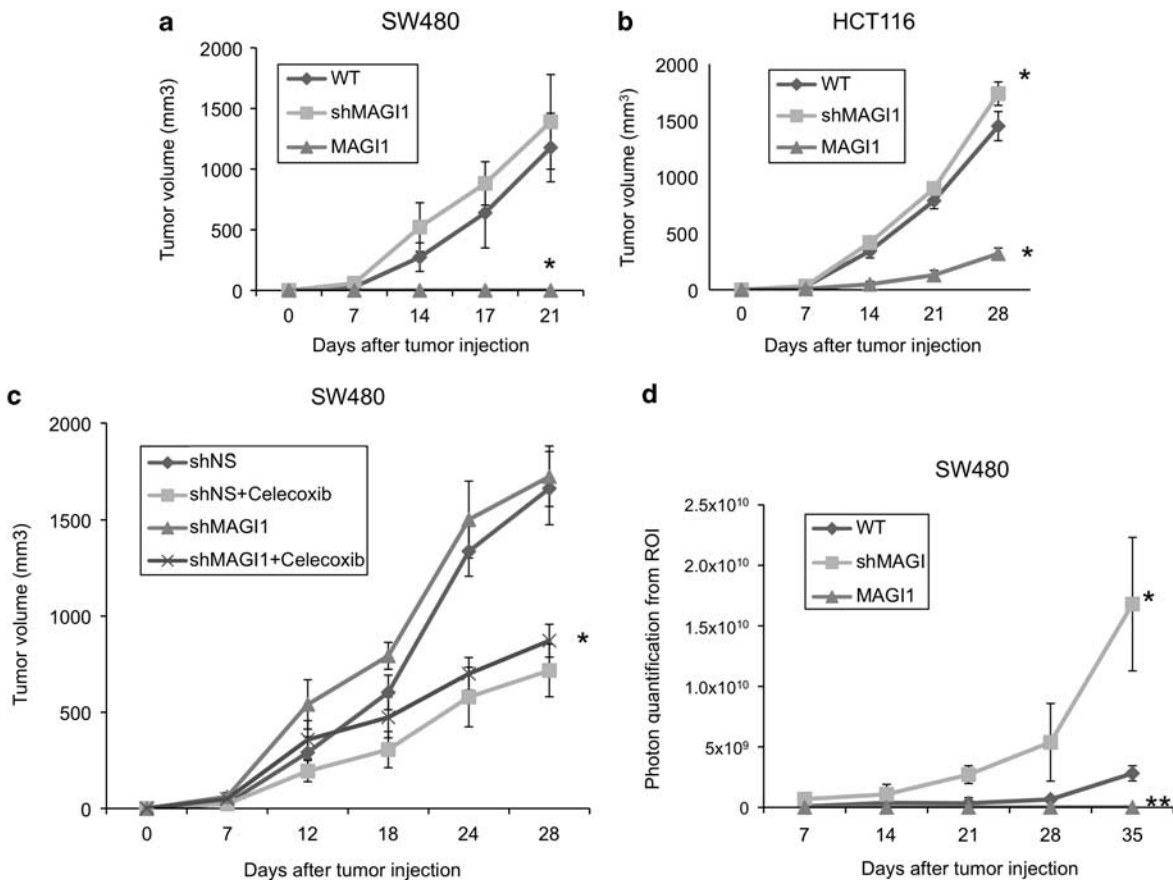 a
SW480
Tumor volume (mm3)
2000
1500
1000
500
0
WT
shMAGI1
MAGI1
*
0 7 14 17 21
Days after tumor injection
b
HCT116
Tumor volume (mm³)
2000
1500
1000
500
0
WT
shMAGI1
MAGI1
*
*
0 7 14 21 28
Days after tumor injection
c
SW480
Tumor volume (mm3)
2000
1500
1000
500
0
shNS
shNS+Celecoxib
shMAGI1
shMAGI1+Celecoxib
*
0 7 12 18 24 28
Days after tumor injection
d
SW480
Photon quantification from ROI
2.5x10¹⁰
2.0x10¹⁰
1.5x10¹⁰
1.0x10¹⁰
5x10⁹
0
WT
shMAGI
MAGI1
*
**
7 14 21 28 35
Days after tumor injection